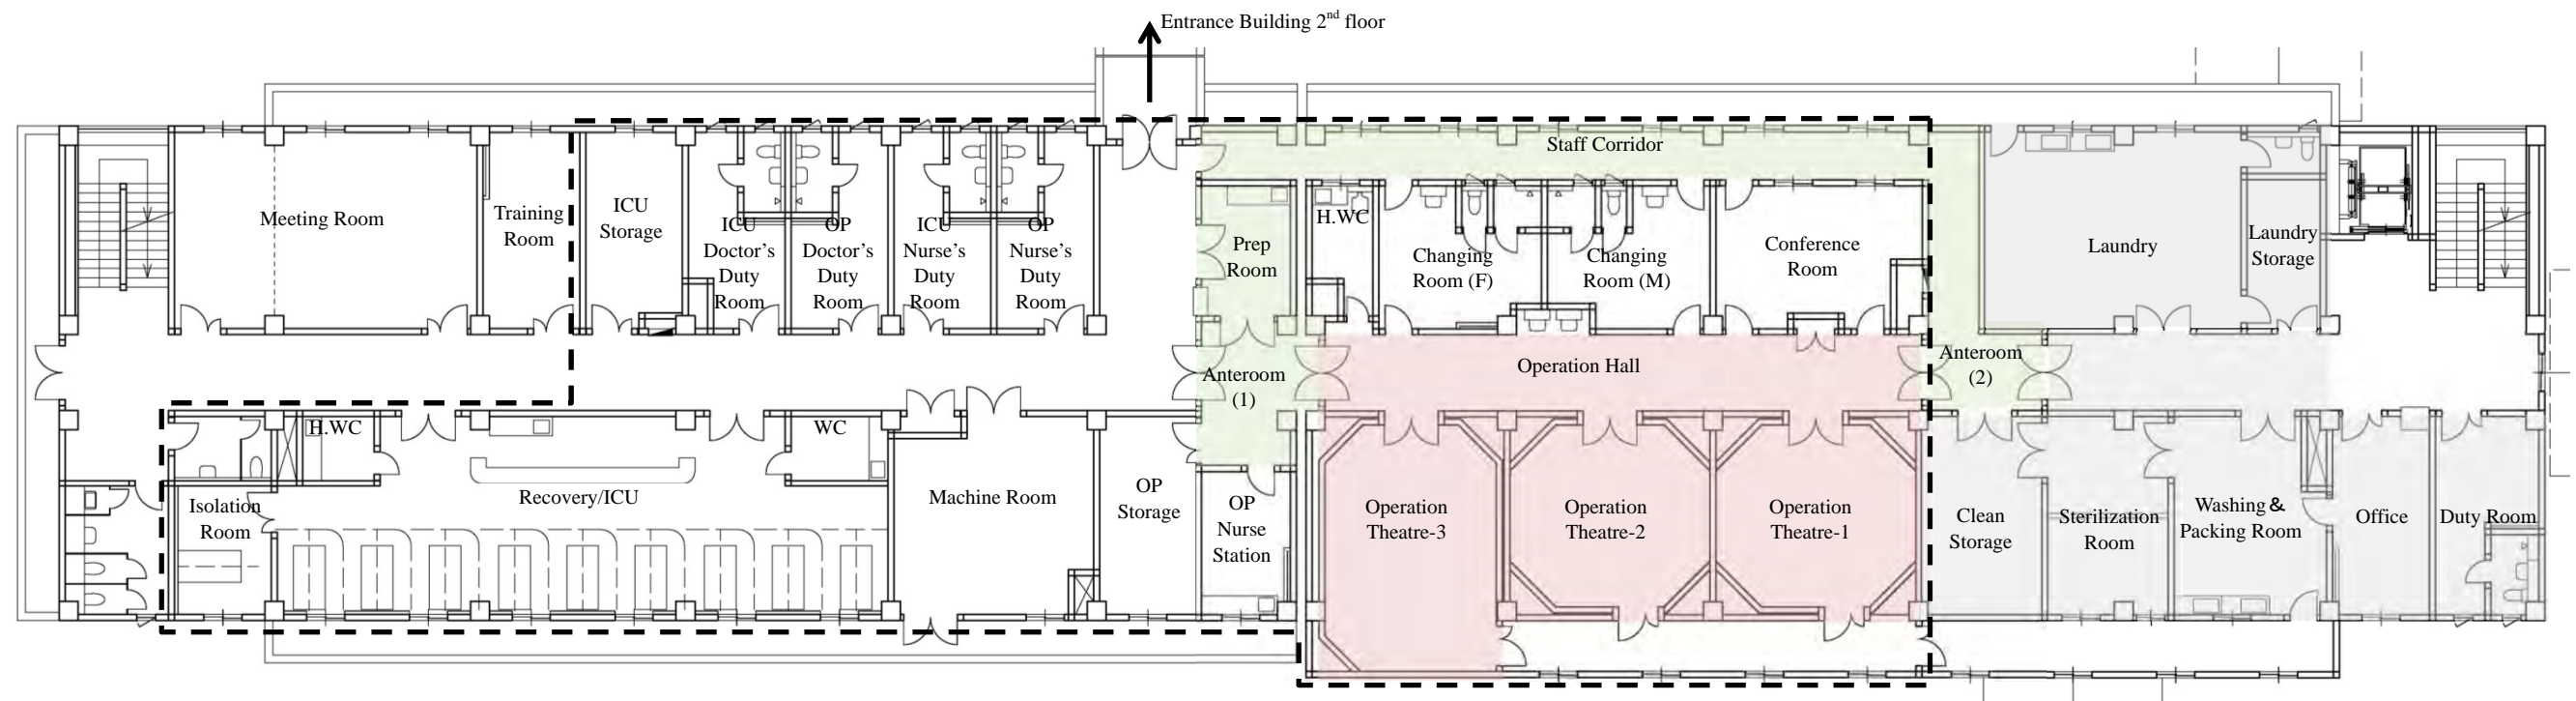 Entrance Building 2nd floor
Staff Corridor
Meeting Room
Training
Room
ICU
Storage
ICU
Doctor's
Duty
Room
OP
Doctor's
Duty
Room
ICU
Nurse's
Duty
Room
OP
Nurse's
Duty
Room
Prep
Room
H.WC
Changing
Room (F)
Changing
Room (M)
Conference
Room
Laundry
Laundry
Storage
Anteroom
(1)
Operation Hall
Anteroom
(2)
H.WC
WC
Isolation
Room
Recovery/ICU
Machine Room
OP
Storage
OP
Nurse
Station
Operation
Theatre-3
Operation
Theatre-2
Operation
Theatre-1
Clean
Storage
Sterilization
Room
Washing &
Packing Room
Office
Duty Room